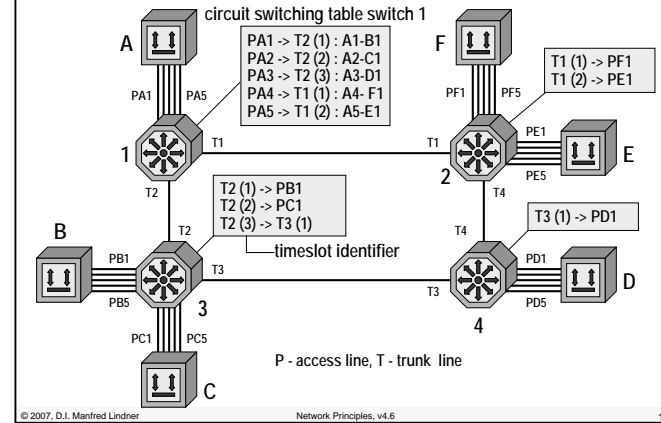 circuit switching table switch 1
A
PA1 -> T2 (1) : A1-B1
PA2 -> T2 (2) : A2-C1
PA3 -> T2 (3) : A3-D1
PA4 -> T1 (1) : A4- F1
PA5 -> T1 (2) : A5-E1
F
T1 (1) -> PF1
T1 (2) -> PE1
PA1
PA5
PF1
PF5
1
T1
T1
2
PE1
PE5
E
T2
T4
T2 (1) -> PB1
T2 (2) -> PC1
T2 (3) -> T3 (1)
T3 (1) -> PD1
B
T2
timeslot identifier
T4
PB1
PB5
T3
T3
PD1
PD5
D
3
4
PC1
PC5
C
P - access line, T - trunk line
© 2007, D.I. Manfred Lindner
Network Principles, v4.6